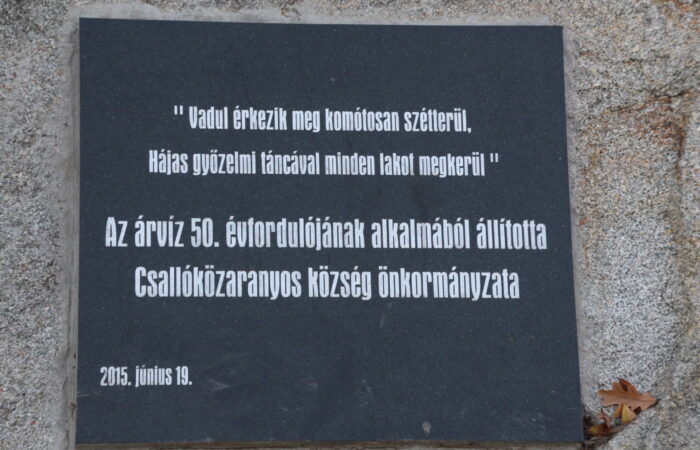 " Vadul érkezik meg komótosan szétterül,
Hájas győzelmi táncával minden lakot megkerül "
Az árvíz 50. évfordulójának alkalmából állította
Csallóközaranyos község önkormányzata
2015. június 19.